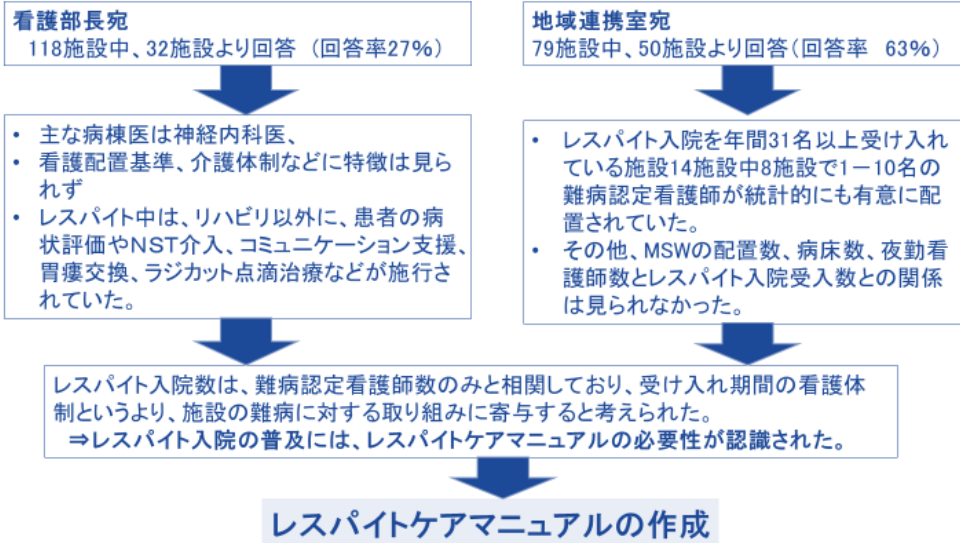 看護部長宛
118施設中、32施設より回答 （回答率27%）
地域連携室宛
79施設中、50施設より回答（回答率 63%）
• 主な病棟医は神経内科医、
• 看護配置基準、介護体制などに特徴は見ら
れず
• レスパイト中は、リハビリ以外に、患者の病
状評価やNST介入、コミュニケーション支援、
胃瘻交換、ラジカット点滴治療などが施行さ
れていた。
• レスパイト入院を年間31名以上受け入れ
ている施設14施設中8施設で1－10名の
難病認定看護師が統計的にも有意に配
置されていた。
• その他、MSWの配置数、病床数、夜勤看
護師数とレスパイト入院受入数との関係
は見られなかった。
レスパイト入院数は、難病認定看護師数のみと相関しており、受け入れ期間の看護体
制というより、施設の難病に対する取り組みに寄与すると考えられた。
⇒レスパイト入院の普及には、レスパイトケアマニュアルの必要性が認識された。
レスパイトケアマニュアルの作成